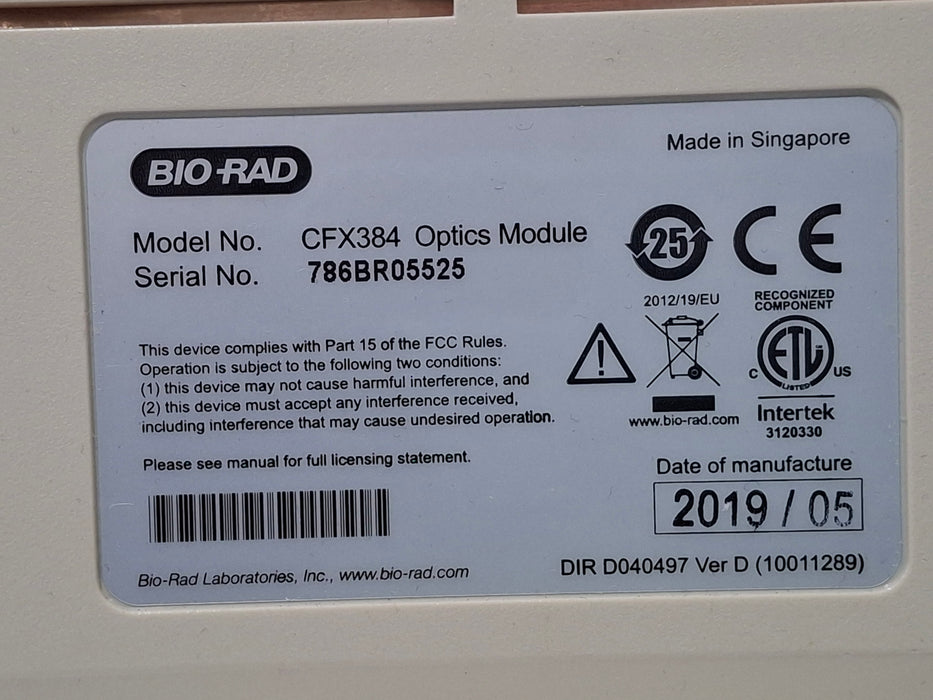 BIO-RAD
Made in Singapore
Model No. CFX384 Optics Module
Serial No. 786BR05525
25
CE
2012/19/EU
RECOGNIZED
COMPONENT
ETL
LISTED
C US
www.bio-rad.com
Intertek
3120330
This device complies with Part 15 of the FCC Rules.
Operation is subject to the following two conditions:
(1) this device may not cause harmful interference, and
(2) this device must accept any interference received,
including interference that may cause undesired operation.
Please see manual for full licensing statement.
Date of manufacture
2019 / 05
Bio-Rad Laboratories, Inc., www.bio-rad.com
DIR D040497 Ver D (10011289)